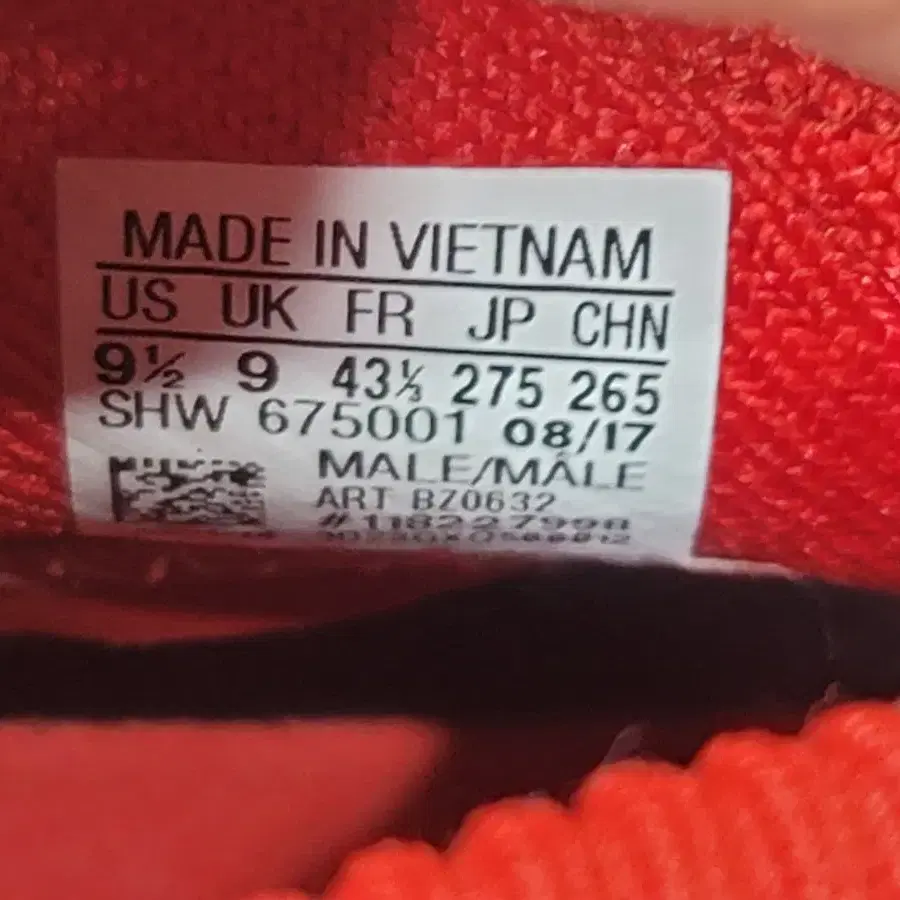 MADE IN VIETNAM
US UK FR JP CHN
9½ 9 43⅓ 275 265
SHW 675001 08/17
MALE/MÂLE
ART BZ0632
#118227998